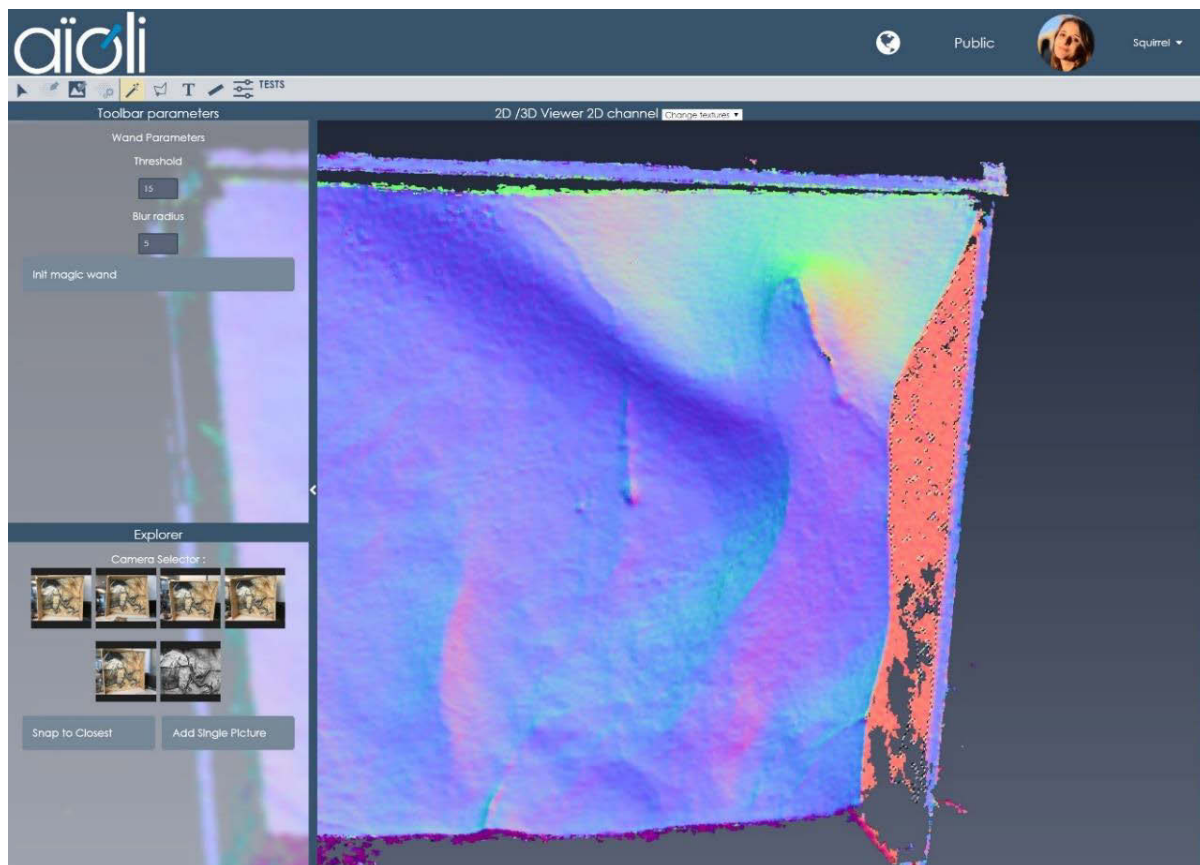 aïoli
Public
Squirrel
TESTS
Toolbar parameters
2D /3D Viewer 2D channel
Change textures
Wand Parameters
Threshold
15
Blur radius
5
Init magic wand
Explorer
Camera Selector :
Snap to Closest
Add Single Picture